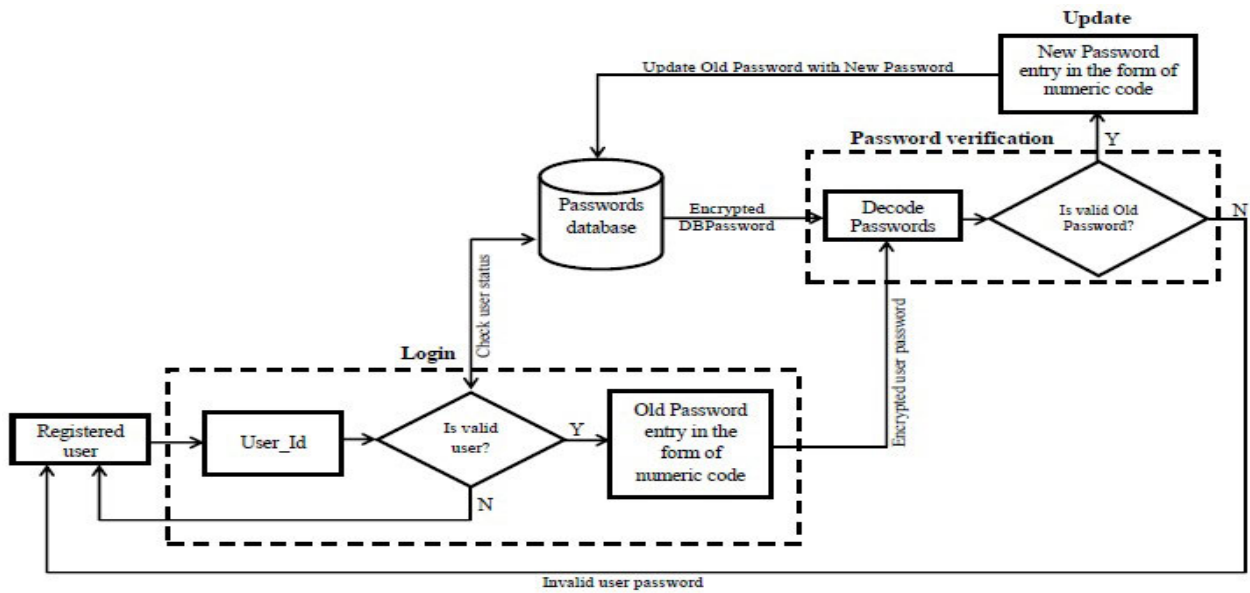 Update
New Password
entry in the form of
numeric code
Update Old Password with New Password
Password verification
Y
Passwords
database
Encrypted
DBPassword
Decode
Passwords
Is valid Old
Password?
N
Check user status
Encrypted user password
Login
Registered
user
User_Id
Is valid
user?
Y
Old Password
entry in the
form of
numeric code
N
Invalid user password